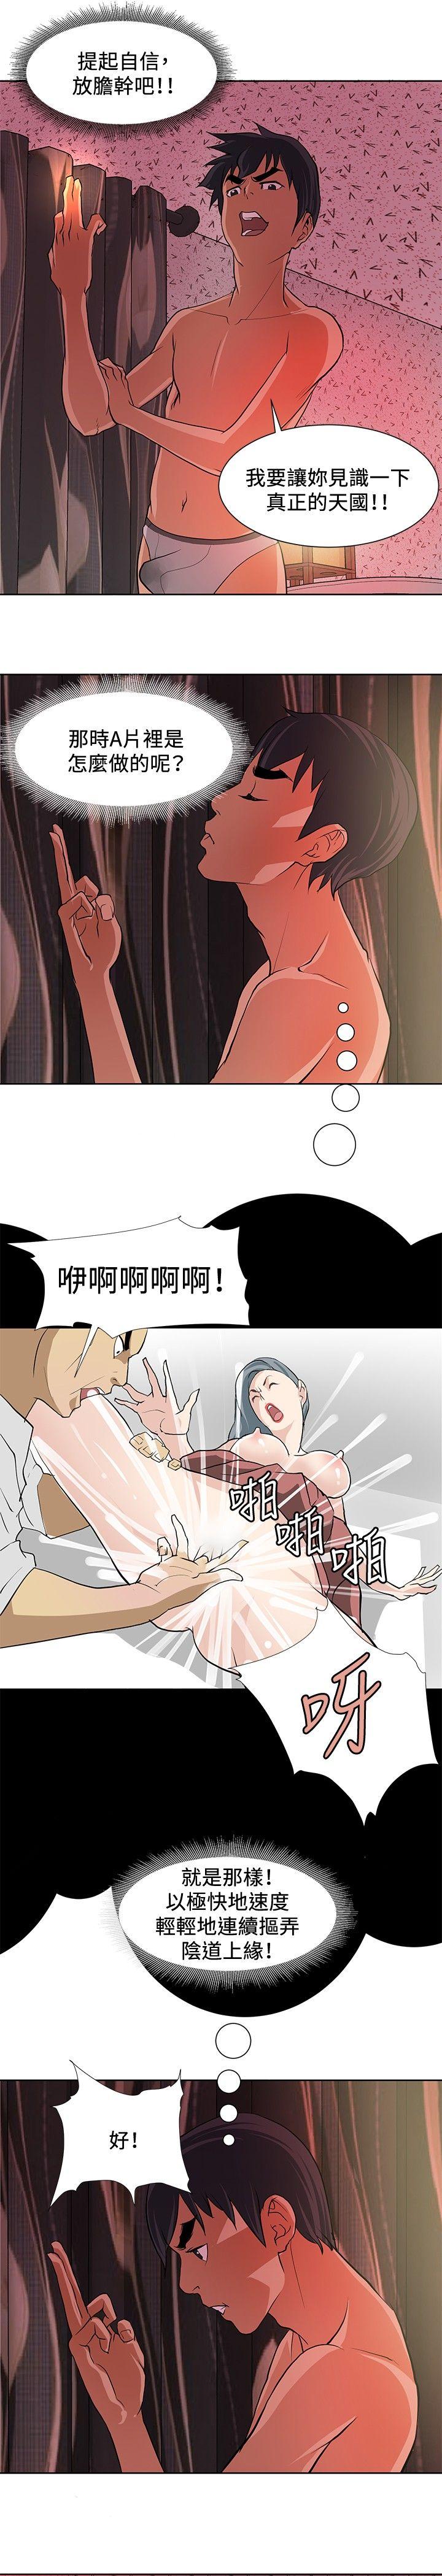 提起自信，
放膽幹吧！！
我要讓妳見識一下
真正的天國！！
那時A片裡是
怎麼做的呢？
咿啊啊啊啊！
啪
啪
啪
呀
就是那樣！
以極快地速度
輕輕地連續摳弄
陰道上緣！
好！